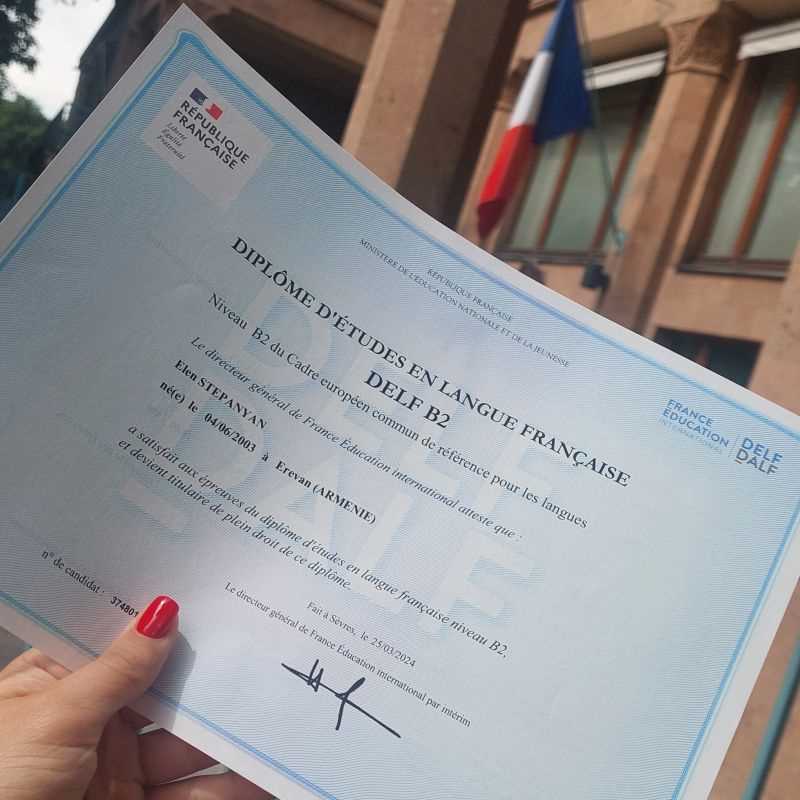 RÉPUBLIQUE
FRANÇAISE
Liberté
Égalité
Fraternité
RÉPUBLIQUE FRANÇAISE
MINISTÈRE DE L'ÉDUCATION NATIONALE ET DE LA JEUNESSE
DIPLÔME D'ÉTUDES EN LANGUE FRANÇAISE
DELF B2
Niveau B2 du Cadre européen commun de référence pour les langues
Le directeur général de France Éducation international atteste que :
Elen STEPANYAN
né(e) le 04/06/2003 à Erevan (ARMENIE)
a satisfait aux épreuves du diplôme d'études en langue française niveau B2,
et devient titulaire de plein droit de ce diplôme.
n° de candidat : 374801
Fait à Sèvres, le 25/03/2024
Le directeur général de France Éducation international par intérim
FRANCE
ÉDUCATION
INTERNATIONAL
DELF
DALF
DELF
DALF